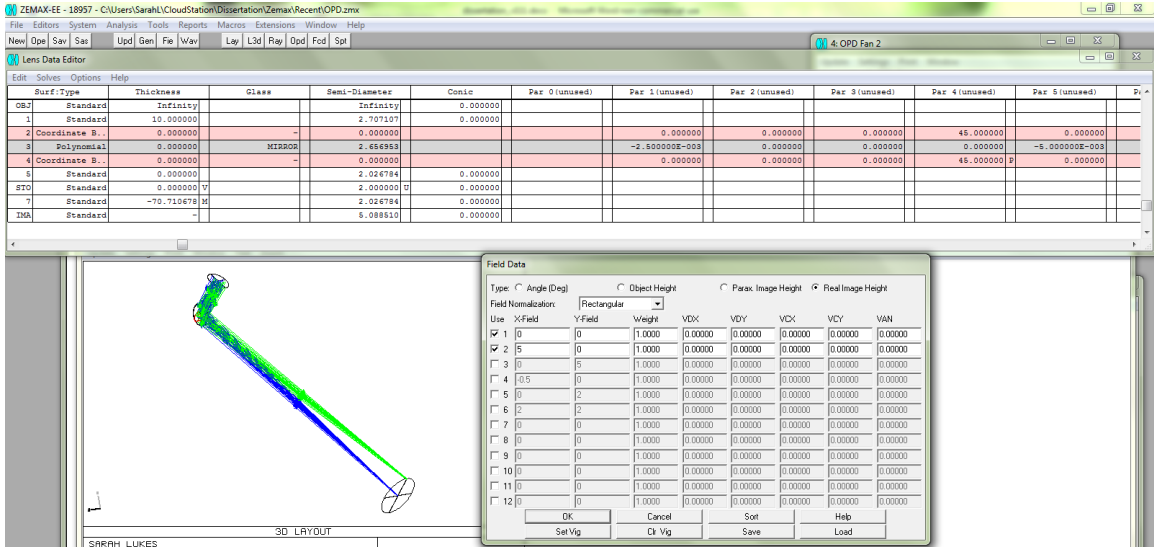 ZEMAX-EE - 18957 - C:\Users\SarahL\CloudStation\Dissertation\Zemax\Recent\OPD.zmx
File Editors System Analysis Tools Reports Macros Extensions Window Help
New Ope Sav Sas Upd Gen Fie Wav Lay L3d Ray Opd Fcd Spt
4: OPD Fan 2
Lens Data Editor
Edit Solves Options Help
Surf:Type Thickness Glass Semi-Diameter Conic Par 0(unused) Par 1(unused) Par 2(unused) Par 3(unused) Par 4(unused) Par 5(unused)
OBJ Standard Infinity Infinity 0.000000
1 Standard 10.000000 2.707107 0.000000
2 Coordinate B.. 0.000000 - 0.000000 0.000000 0.000000 0.000000 45.000000 0.000000
3 Polynomial 0.000000 MIRROR 2.656953 -2.500000E-003 0.000000 0.000000 0.000000 -5.000000E-003
4 Coordinate B.. 0.000000 - 0.000000 0.000000 0.000000 0.000000 45.000000 P 0.000000
5 Standard 0.000000 2.026784 0.000000
STO Standard 0.000000 V 2.000000 U 0.000000
7 Standard -70.710678 M 2.026784 0.000000
IMA Standard - 5.088510 0.000000
Field Data
Type: Angle (Deg) Object Height Parax. Image Height Real Image Height
Field Normalization: Rectangular
Use X-Field Y-Field Weight VDX VDY VCX VCY VAN
1 0 0 1.0000 0.00000 0.00000 0.00000 0.00000 0.00000
2 5 0 1.0000 0.00000 0.00000 0.00000 0.00000 0.00000
3 0 5 1.0000 0.00000 0.00000 0.00000 0.00000 0.00000
4 -0.5 0 1.0000 0.00000 0.00000 0.00000 0.00000 0.00000
5 0 2 1.0000 0.00000 0.00000 0.00000 0.00000 0.00000
6 2 2 1.0000 0.00000 0.00000 0.00000 0.00000 0.00000
7 0 0 1.0000 0.00000 0.00000 0.00000 0.00000 0.00000
8 0 0 1.0000 0.00000 0.00000 0.00000 0.00000 0.00000
9 0 0 1.0000 0.00000 0.00000 0.00000 0.00000 0.00000
10 0 0 1.0000 0.00000 0.00000 0.00000 0.00000 0.00000
11 0 0 1.0000 0.00000 0.00000 0.00000 0.00000 0.00000
12 0 0 1.0000 0.00000 0.00000 0.00000 0.00000 0.00000
OK Cancel Sort Help
Set Vig Clr Vig Save Load
3D LAYOUT
SARAH LUKES